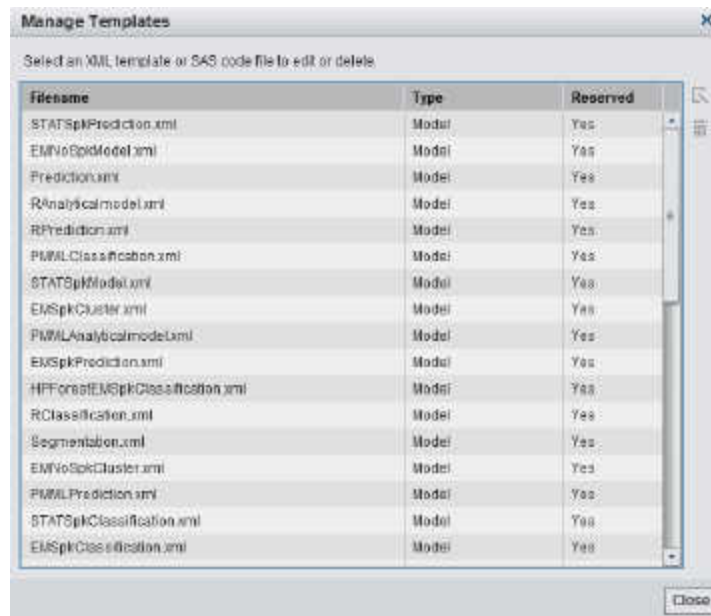 Manage Templates
Select an XML template or SAS code file to edit or delete.
Filename Type Reserved
STATSpkPrediction.xml Model Yes
EMNoSpkModel.xml Model Yes
Prediction.xml Model Yes
RAnalyticalmodel.xml Model Yes
RPrediction.xml Model Yes
PMMLClassification.xml Model Yes
STATSpkModel.xml Model Yes
EMSpkCluster.xml Model Yes
PMMLAnalyticalmodel.xml Model Yes
EMSpkPrediction.xml Model Yes
HPForestEMSpkClassification.xml Model Yes
RClassification.xml Model Yes
Segmentation.xml Model Yes
EMNoSpkCluster.xml Model Yes
PMMLPrediction.xml Model Yes
STATSpkClassification.xml Model Yes
EMSpkClassification.xml Model Yes
Close